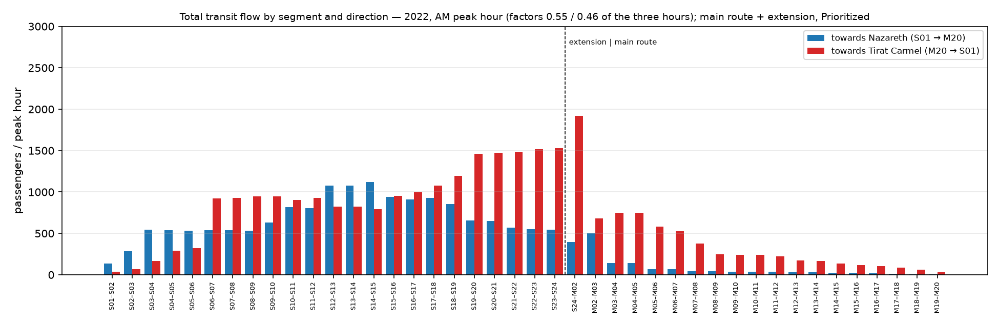 Total transit flow by segment and direction — 2022, AM peak hour (factors 0.55 / 0.46 of the three hours); main route + extension, Prioritized
passengers / peak hour
3000
2500
2000
1500
1000
500
0
extension | main route
towards Nazareth (S01 → M20)
towards Tirat Carmel (M20 → S01)
S01–S02
S02–S03
S03–S04
S04–S05
S05–S06
S06–S07
S07–S08
S08–S09
S09–S10
S10–S11
S11–S12
S12–S13
S13–S14
S14–S15
S15–S16
S16–S17
S17–S18
S18–S19
S19–S20
S20–S21
S21–S22
S22–S23
S23–S24
S24–M02
M02–M03
M03–M04
M04–M05
M05–M06
M06–M07
M07–M08
M08–M09
M09–M10
M10–M11
M11–M12
M12–M13
M13–M14
M14–M15
M15–M16
M16–M17
M17–M18
M18–M19
M19–M20